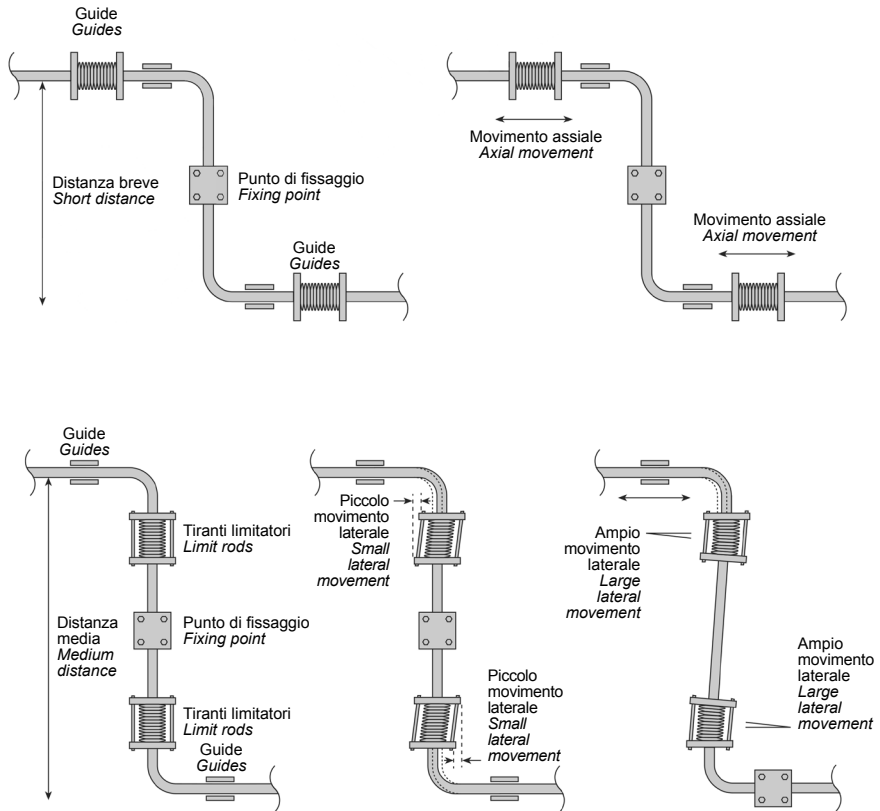 Guide
Guides
Distanza breve
Short distance
Punto di fissaggio
Fixing point
Guide
Guides
Movimento assiale
Axial movement
Movimento assiale
Axial movement
Guide
Guides
Tiranti limitatori
Limit rods
Distanza
media
Medium
distance
Punto di fissaggio
Fixing point
Tiranti limitatori
Limit rods
Guide
Guides
Piccolo
movimento
laterale
Small
lateral
movement
Piccolo
movimento
laterale
Small
lateral
movement
Ampio
movimento
laterale
Large
lateral
movement
Ampio
movimento
laterale
Large
lateral
movement